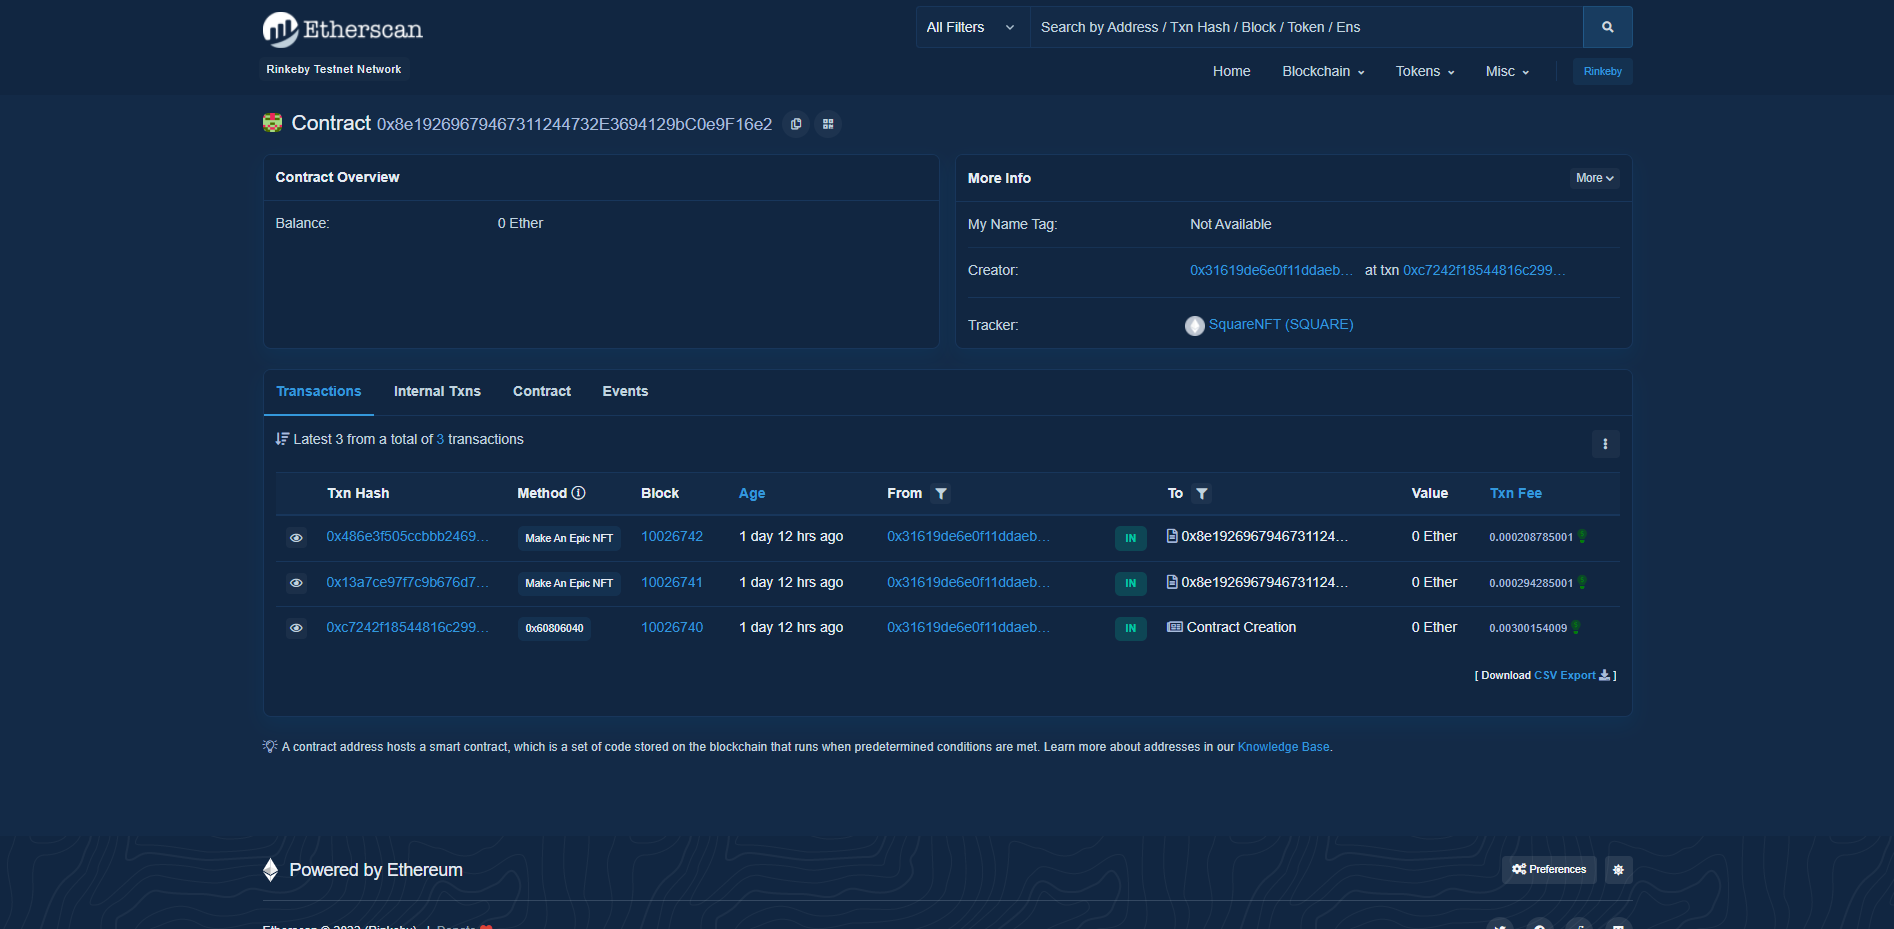 Etherscan
All Filters
Search by Address / Txn Hash / Block / Token / Ens
Rinkeby Testnet Network
Home Blockchain Tokens Misc Rinkeby
Contract 0x8e19269679467311244732E3694129bC0e9F16e2
Contract Overview
Balance: 0 Ether
More Info More
My Name Tag: Not Available
Creator: 0x31619de6e0f11ddaeb... at txn 0xc7242f18544816c299...
Tracker: SquareNFT (SQUARE)
Transactions Internal Txns Contract Events
Latest 3 from a total of 3 transactions
Txn Hash Method Block Age From To Value Txn Fee
0x486e3f505ccbbb2469... Make An Epic NFT 10026742 1 day 12 hrs ago 0x31619de6e0f11ddaeb... IN 0x8e1926967946731124... 0 Ether 0.000208785001
0x13a7ce97f7c9b676d7... Make An Epic NFT 10026741 1 day 12 hrs ago 0x31619de6e0f11ddaeb... IN 0x8e1926967946731124... 0 Ether 0.000294285001
0xc7242f18544816c299... 0x60806040 10026740 1 day 12 hrs ago 0x31619de6e0f11ddaeb... IN Contract Creation 0 Ether 0.00300154009
[ Download CSV Export ]
A contract address hosts a smart contract, which is a set of code stored on the blockchain that runs when predetermined conditions are met. Learn more about addresses in our Knowledge Base.
Powered by Ethereum
Preferences
Etherscan © 2022 (Rinkeby) | Donate